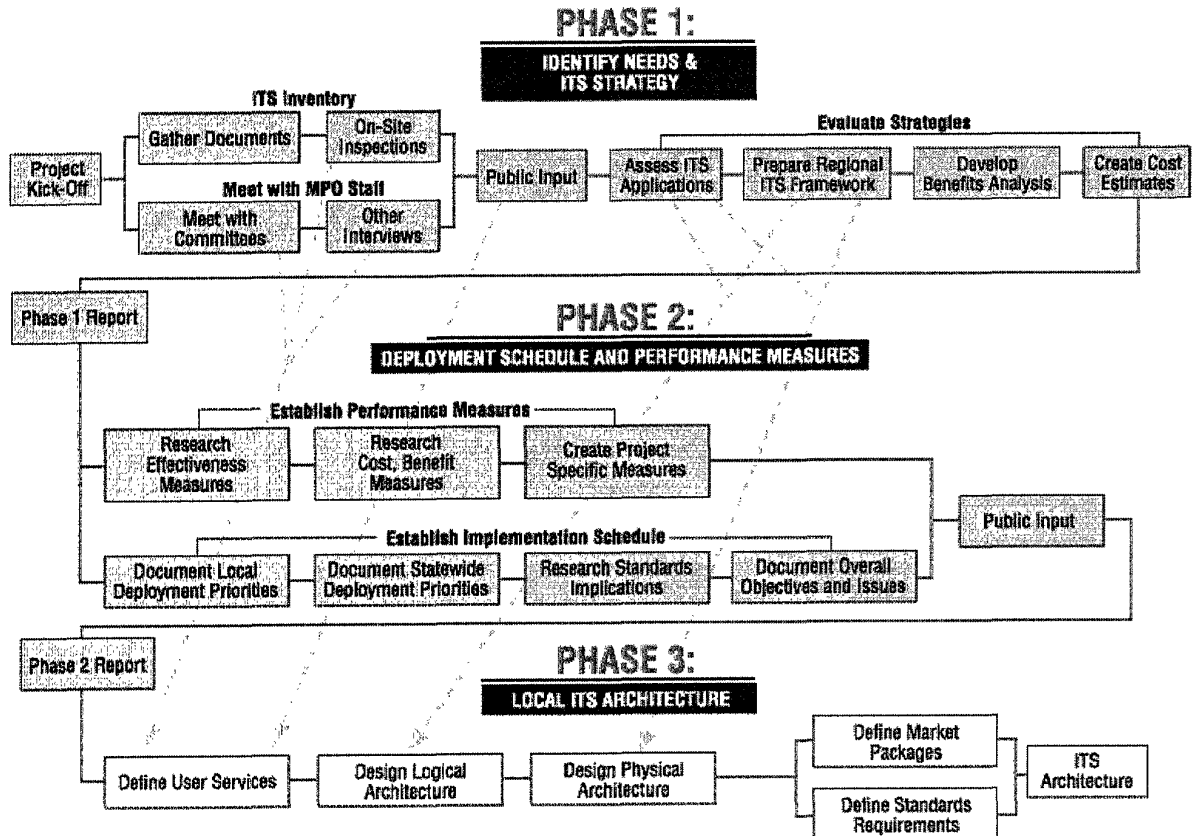 PHASE 1:
IDENTIFY NEEDS &
ITS STRATEGY
ITS Inventory
Gather Documents
On-Site
Inspections
Project
Kick-Off
Meet with MPO Staff
Meet with
Committees
Other
Interviews
Public Input
Evaluate Strategies
Assess ITS
Applications
Prepare Regional
ITS Framework
Develop
Benefits Analysis
Create Cost
Estimates
Phase 1 Report
PHASE 2:
DEPLOYMENT SCHEDULE AND PERFORMANCE MEASURES
Establish Performance Measures
Research
Effectiveness
Measures
Research
Cost, Benefit
Measures
Create Project
Specific Measures
Public Input
Establish Implementation Schedule
Document Local
Deployment Priorities
Document Statewide
Deployment Priorities
Research Standards
Implications
Document Overall
Objectives and Issues
Phase 2 Report
PHASE 3:
LOCAL ITS ARCHITECTURE
Define User Services
Design Logical
Architecture
Design Physical
Architecture
Define Market
Packages
Define Standards
Requirements
ITS
Architecture